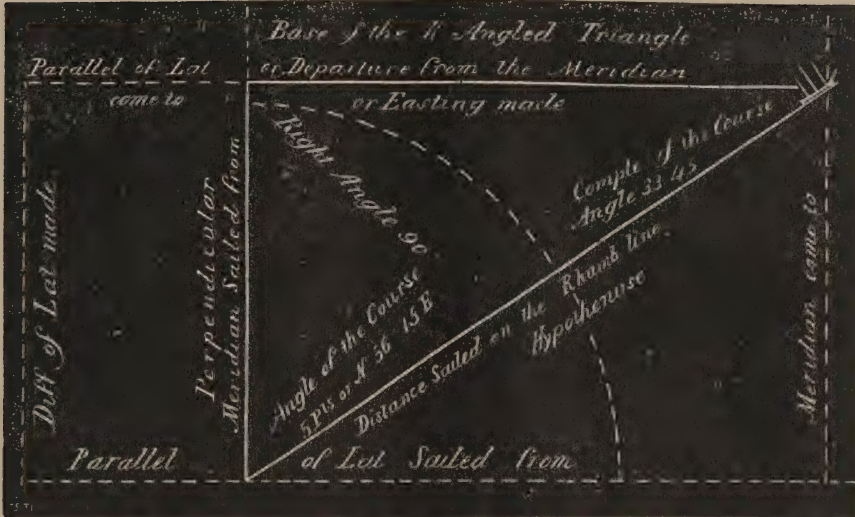 Base of the R Angled Triangle
Parallel of Lat
or Departure from the Meridian
come to
or Easting made
Right Angle 90
Comple. of the Course
Angle 33 45
Diff of Lat made
Perpendicular
Meridian Sailed from
Angle of the Course
5 Pts or N 56 15 E
Distance Sailed on the Rhamb line
Hypothenuse
Meridian come to
Parallel
of Lat Sailed from